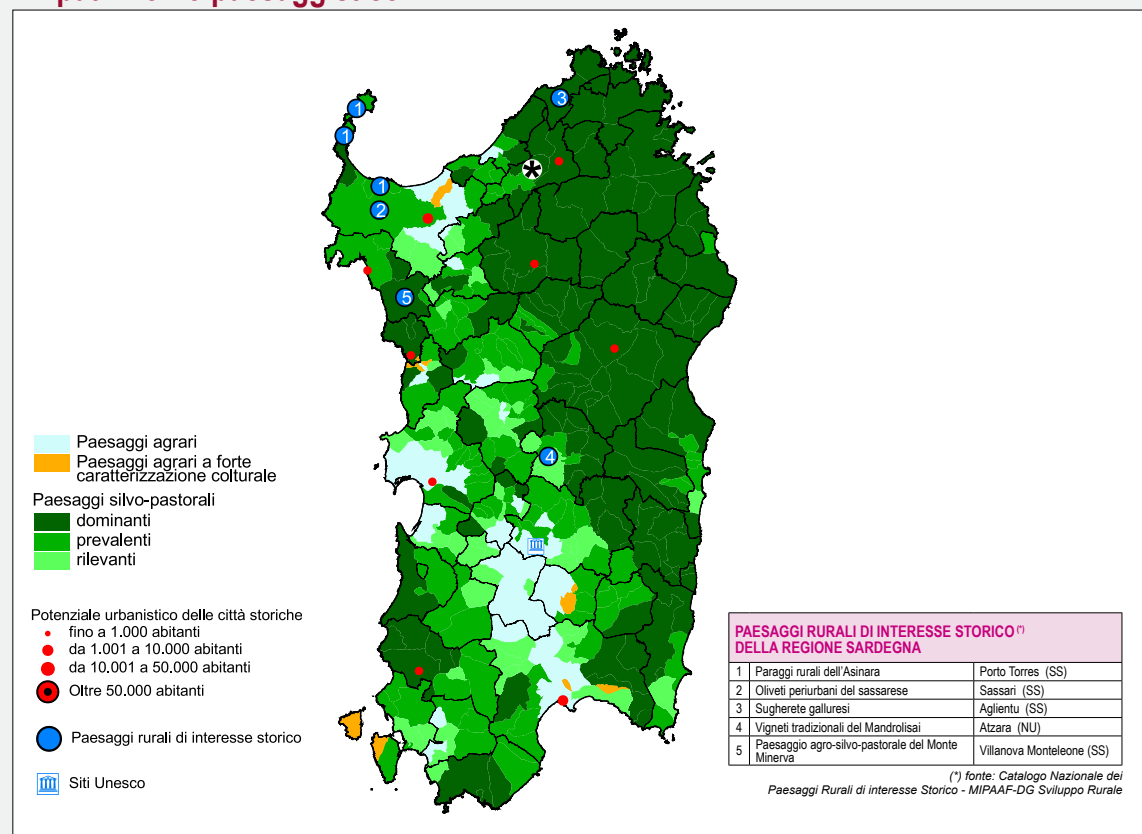 1
3
1
*
1
2
5
4
Paesaggi agrari
Paesaggi agrari a forte
caratterizzazione colturale
Paesaggi silvo-pastorali
dominanti
prevalenti
rilevanti
Potenziale urbanistico delle città storiche
fino a 1.000 abitanti
da 1.001 a 10.000 abitanti
da 10.001 a 50.000 abitanti
Oltre 50.000 abitanti
Paesaggi rurali di interesse storico
Siti Unesco
PAESAGGI RURALI DI INTERESSE STORICO (*)
DELLA REGIONE SARDEGNA
1 Paraggi rurali dell'Asinara Porto Torres (SS)
2 Oliveti periurbani del sassarese Sassari (SS)
3 Sugherete galluresi Aglientu (SS)
4 Vigneti tradizionali del Mandrolisai Atzara (NU)
5 Paesaggio agro-silvo-pastorale del Monte
Minerva Villanova Monteleone (SS)
(*) fonte: Catalogo Nazionale dei
Paesaggi Rurali di interesse Storico - MIPAAF-DG Sviluppo Rurale